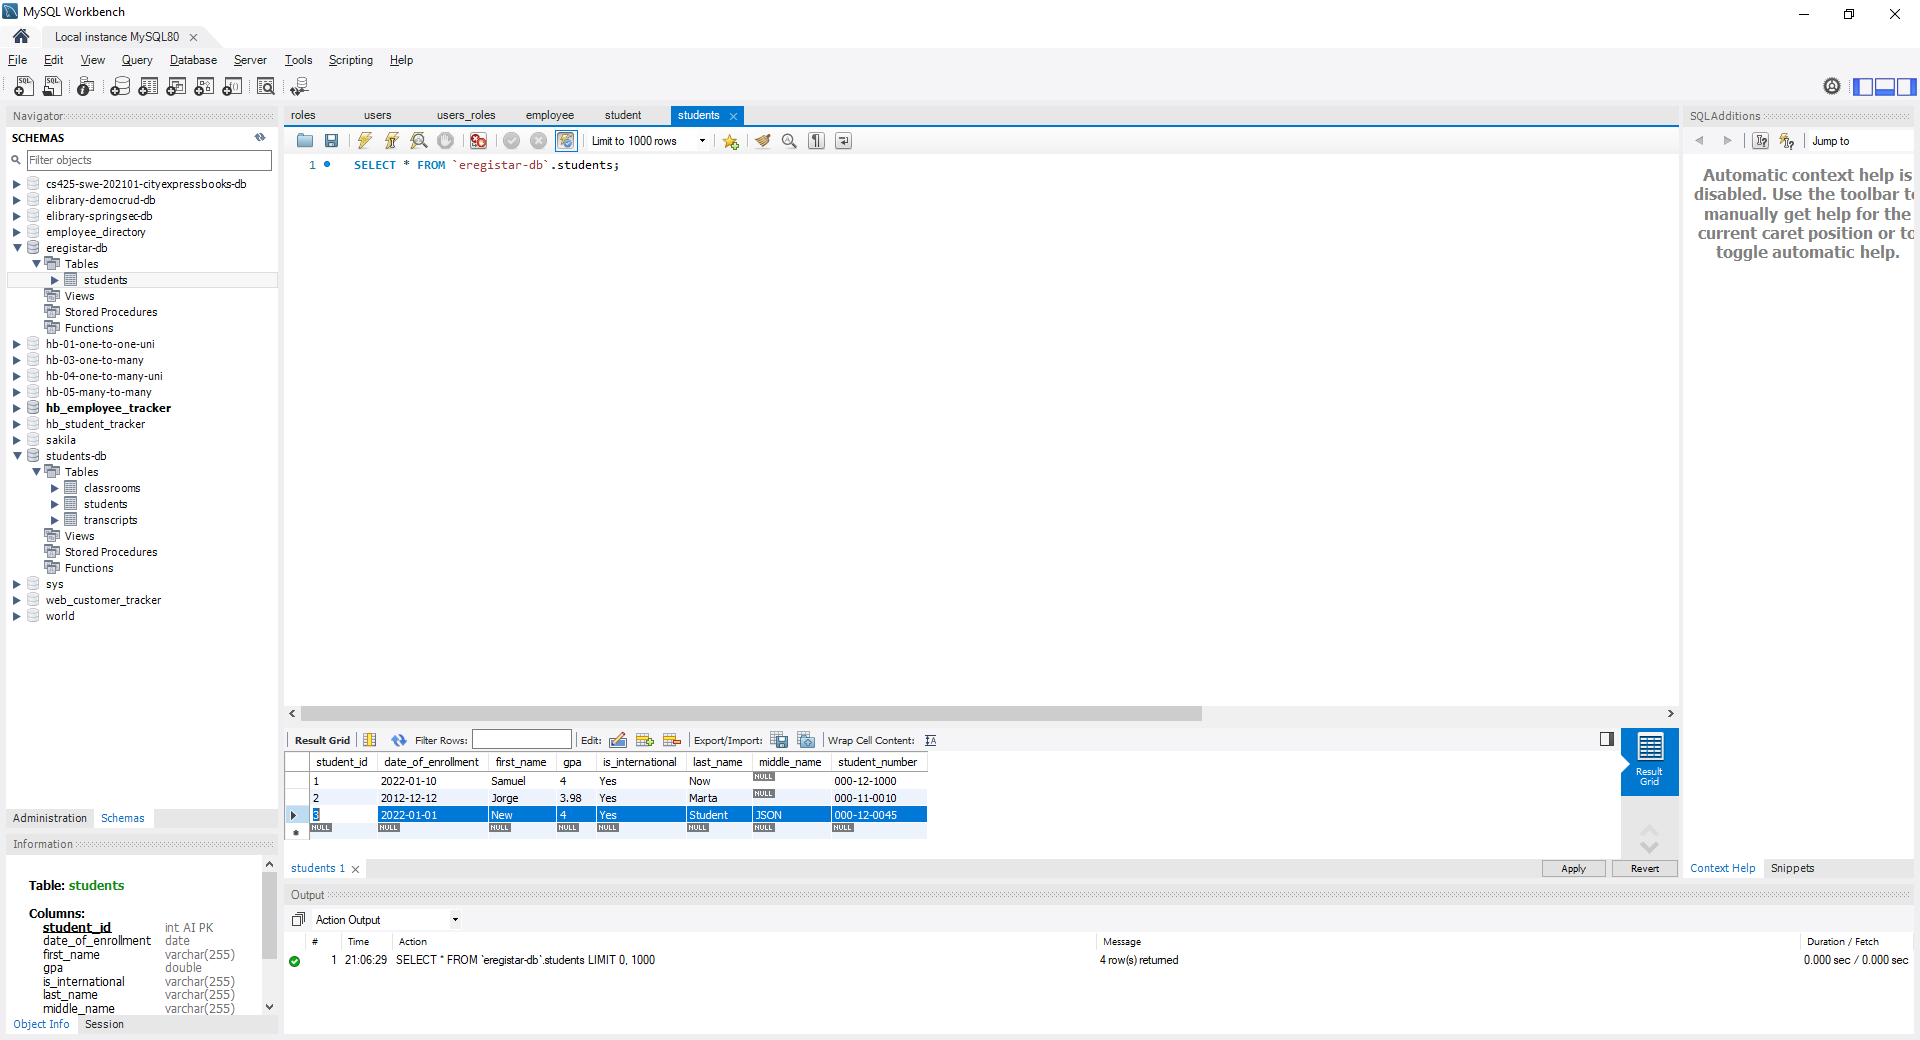 MySQL Workbench
Local instance MySQL80
File Edit View Query Database Server Tools Scripting Help
Navigator
SCHEMAS
Filter objects
cs425-swe-202101-cityexpressbooks-db
elibrary-democrud-db
elibrary-springsec-db
employee_directory
eregistar-db
Tables
students
Views
Stored Procedures
Functions
hb-01-one-to-one-uni
hb-03-one-to-many
hb-04-one-to-many-uni
hb-05-many-to-many
hb_employee_tracker
hb_student_tracker
sakila
students-db
Tables
classrooms
students
transcripts
Views
Stored Procedures
Functions
sys
web_customer_tracker
world
Administration Schemas
Information
Table: students
Columns:
student_id int AI PK
date_of_enrollment date
first_name varchar(255)
gpa double
is_international varchar(255)
last_name varchar(255)
middle_name varchar(255)
Object Info Session
roles users users_roles employee student students
Limit to 1000 rows
1 SELECT * FROM `eregistar-db`.students;
Result Grid Filter Rows: Edit: Export/Import: Wrap Cell Content:
student_id date_of_enrollment first_name gpa is_international last_name middle_name student_number
1 2022-01-10 Samuel 4 Yes Now NULL 000-12-1000
2 2012-12-12 Jorge 3.98 Yes Marta NULL 000-11-0010
3 2022-01-01 New 4 Yes Student JSON 000-12-0045
NULL NULL NULL NULL NULL NULL NULL NULL
Result
Grid
students 1
Apply Revert
Output
Action Output
# Time Action Message Duration / Fetch
1 21:06:29 SELECT * FROM `eregistar-db`.students LIMIT 0, 1000 4 row(s) returned 0.000 sec / 0.000 sec
SQLAdditions
Jump to
Automatic context help is
disabled. Use the toolbar to
manually get help for the
current caret position or to
toggle automatic help.
Context Help Snippets